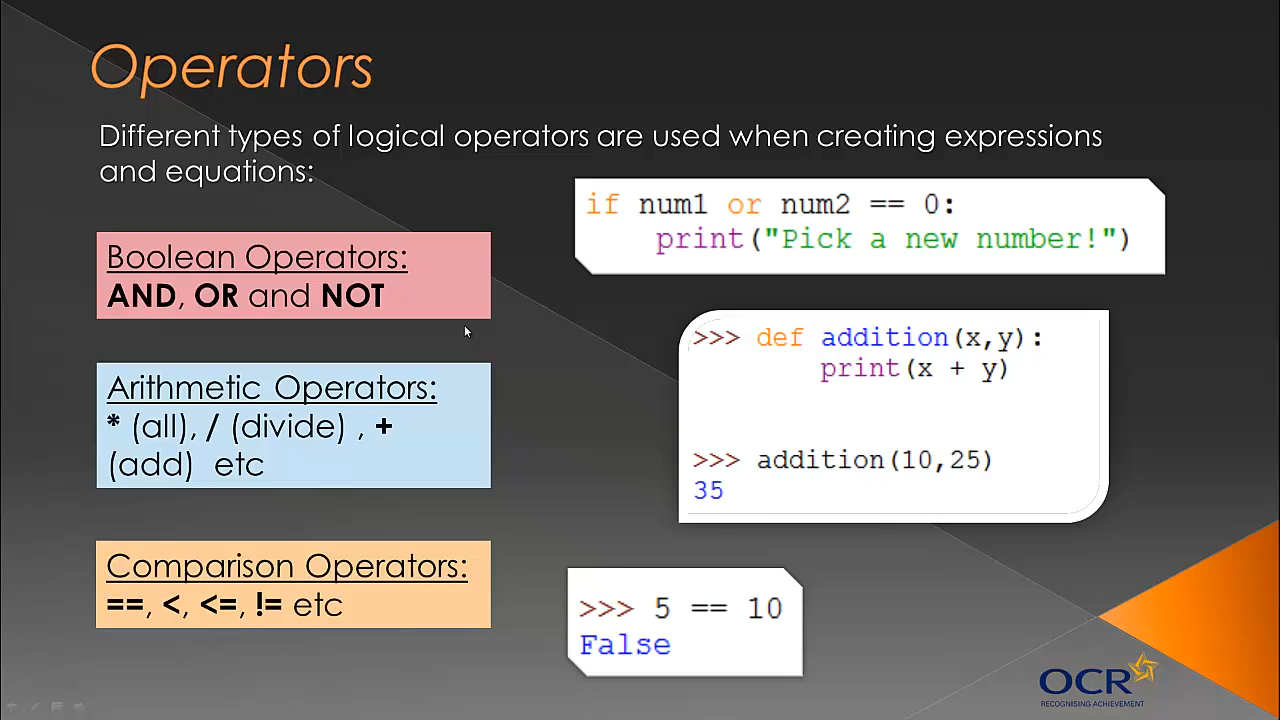 Operators
Different types of logical operators are used when creating expressions
and equations:
Boolean Operators:
AND, OR and NOT
Arithmetic Operators:
* (all), / (divide) , +
(add)  etc
Comparison Operators:
==, <, <=, != etc
if num1 or num2 == 0:
    print("Pick a new number!")
>>> def addition(x,y):
        print(x + y)
>>> addition(10,25)
35
>>> 5 == 10
False
OCR
RECOGNISING ACHIEVEMENT